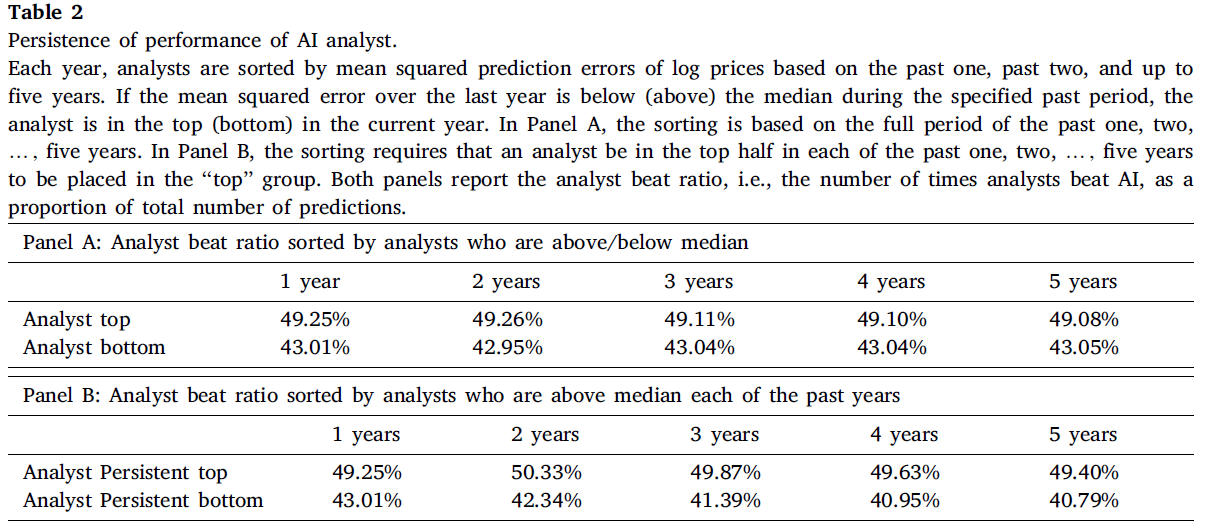 Table 2
Persistence of performance of AI analyst.
Each year, analysts are sorted by mean squared prediction errors of log prices based on the past one, past two, and up to
five years. If the mean squared error over the last year is below (above) the median during the specified past period, the
analyst is in the top (bottom) in the current year. In Panel A, the sorting is based on the full period of the past one, two,
…, five years. In Panel B, the sorting requires that an analyst be in the top half in each of the past one, two, …, five years
to be placed in the “top” group. Both panels report the analyst beat ratio, i.e., the number of times analysts beat AI, as a
proportion of total number of predictions.
Panel A: Analyst beat ratio sorted by analysts who are above/below median
1 year 2 years 3 years 4 years 5 years
Analyst top 49.25% 49.26% 49.11% 49.10% 49.08%
Analyst bottom 43.01% 42.95% 43.04% 43.04% 43.05%
Panel B: Analyst beat ratio sorted by analysts who are above median each of the past years
1 years 2 years 3 years 4 years 5 years
Analyst Persistent top 49.25% 50.33% 49.87% 49.63% 49.40%
Analyst Persistent bottom 43.01% 42.34% 41.39% 40.95% 40.79%